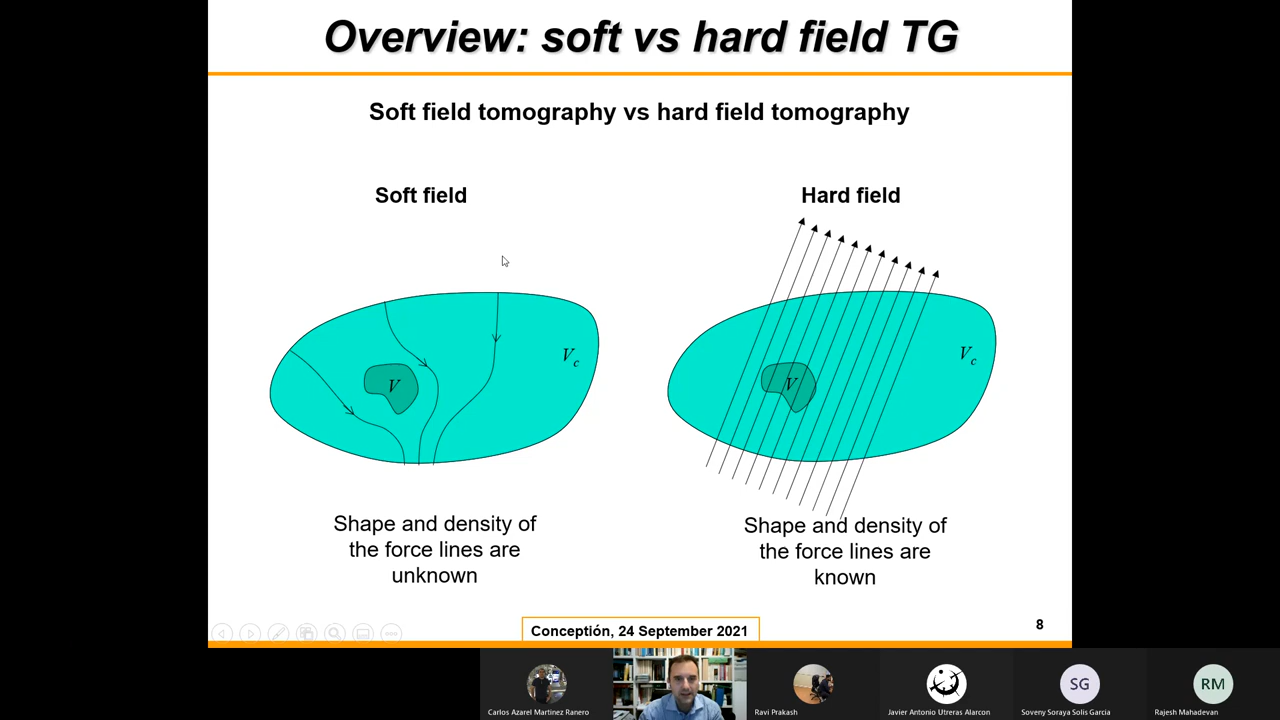 Overview: soft vs hard field TG
Soft field tomography vs hard field tomography
Soft field
Hard field
V
Vc
V
Vc
Shape and density of
the force lines are
unknown
Shape and density of
the force lines are
known
Conceptión, 24 September 2021
8
Carlos Azarel Martinez Ranero
Ravi Prakash
Javier Antonio Utreras Alarcon
SG
Soveny Soraya Solis Garcia
RM
Rajesh Mahadevan